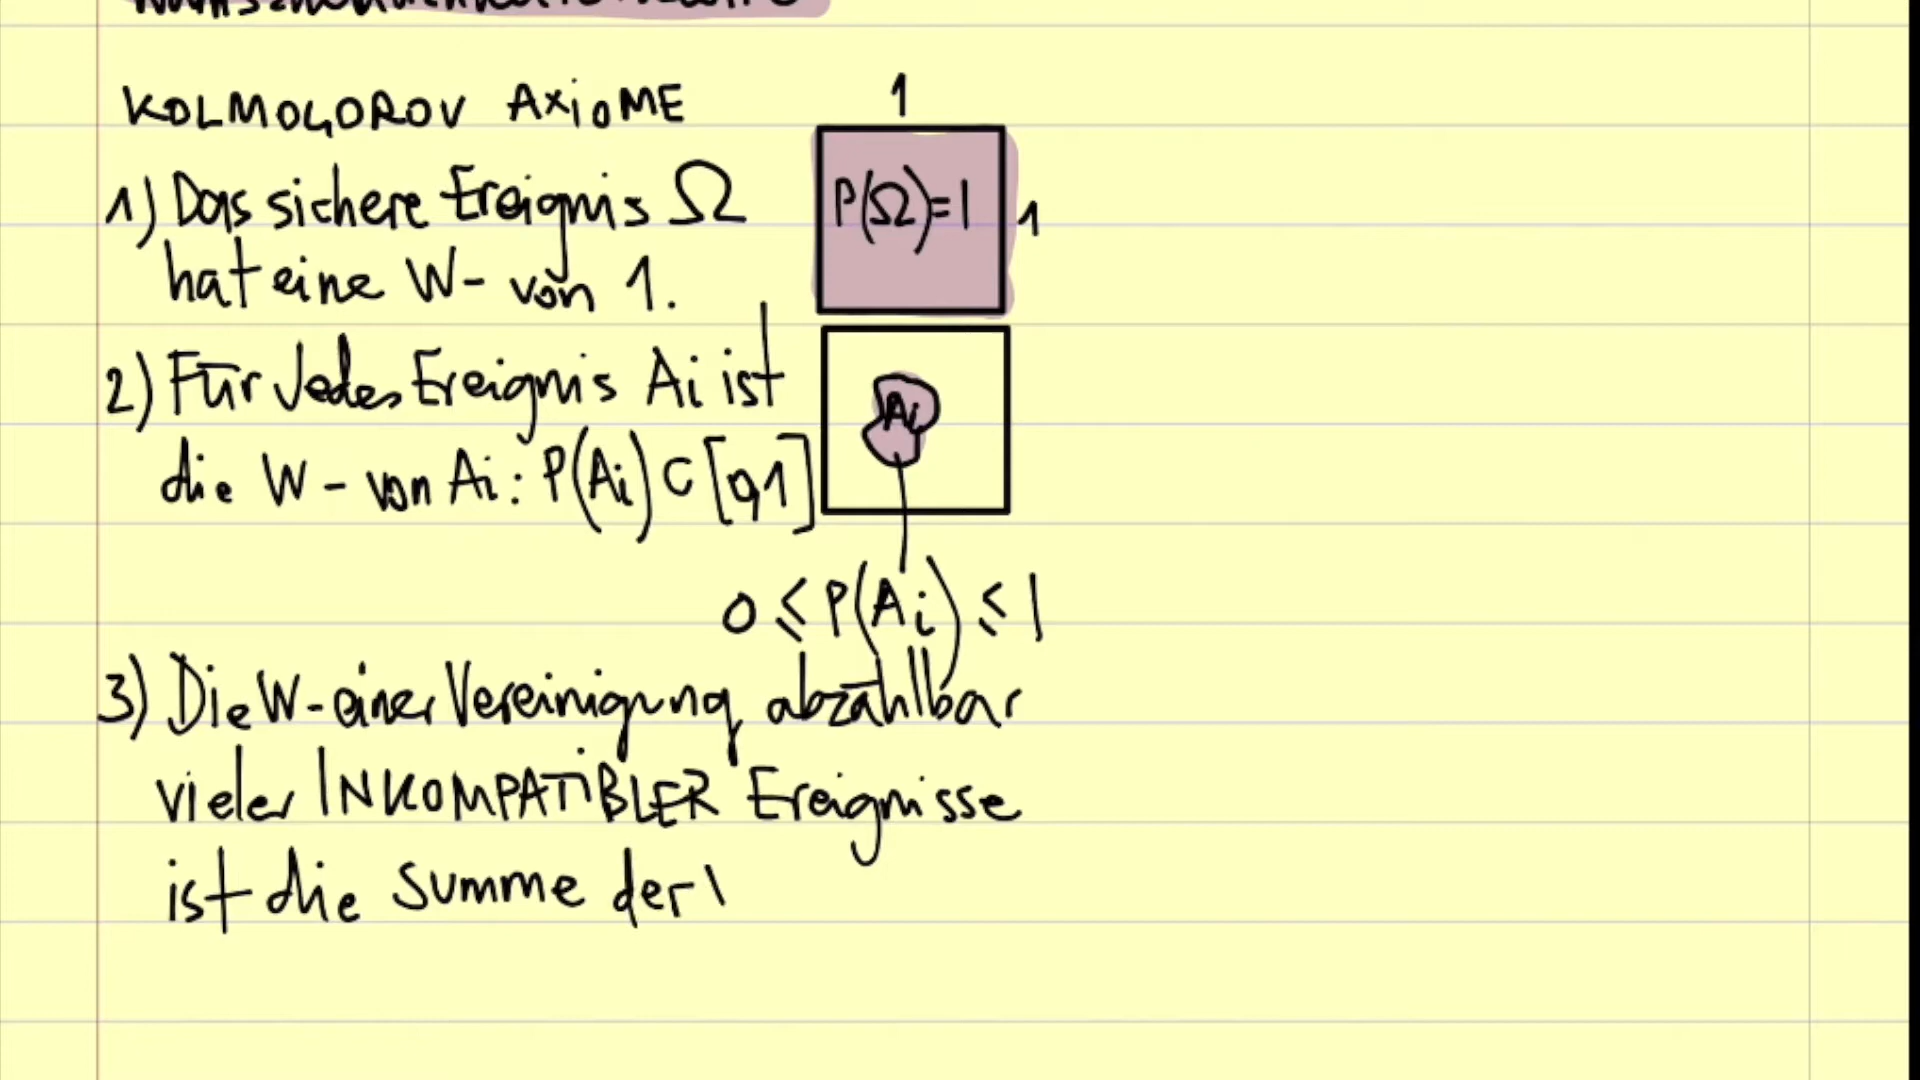 KOLMOGOROV AXIOME
1
1) Das sichere Ereignis Ω
P(Ω)=1
1
hat eine W- von 1.
2) Für Jedes Ereignis Ai ist
Ai
die W- von Ai: P(Ai) ⊂ [0,1]
0 ≤ P(Ai) ≤ 1
3) Die W- einer Vereinigung abzählbar
vieler INKOMPATIBLER Ereignisse
ist die Summe der